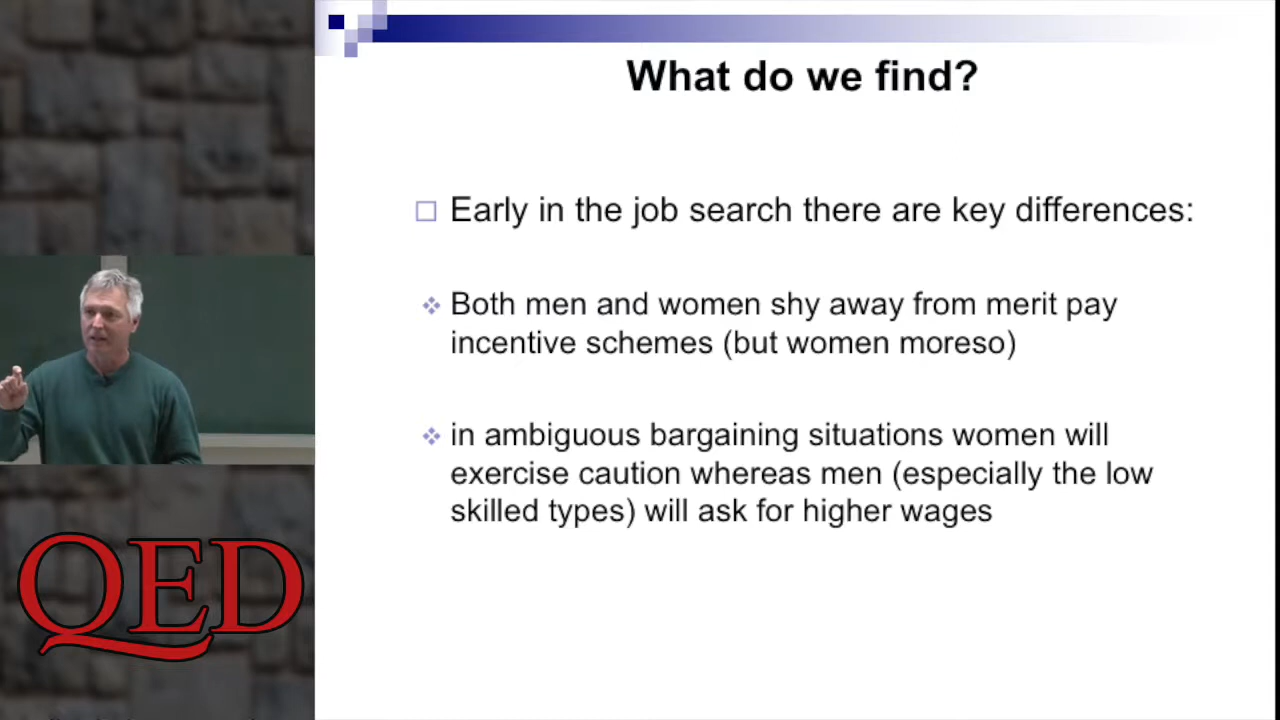 What do we find?
Early in the job search there are key differences:
Both men and women shy away from merit pay
incentive schemes (but women moreso)
in ambiguous bargaining situations women will
exercise caution whereas men (especially the low
skilled types) will ask for higher wages
QED